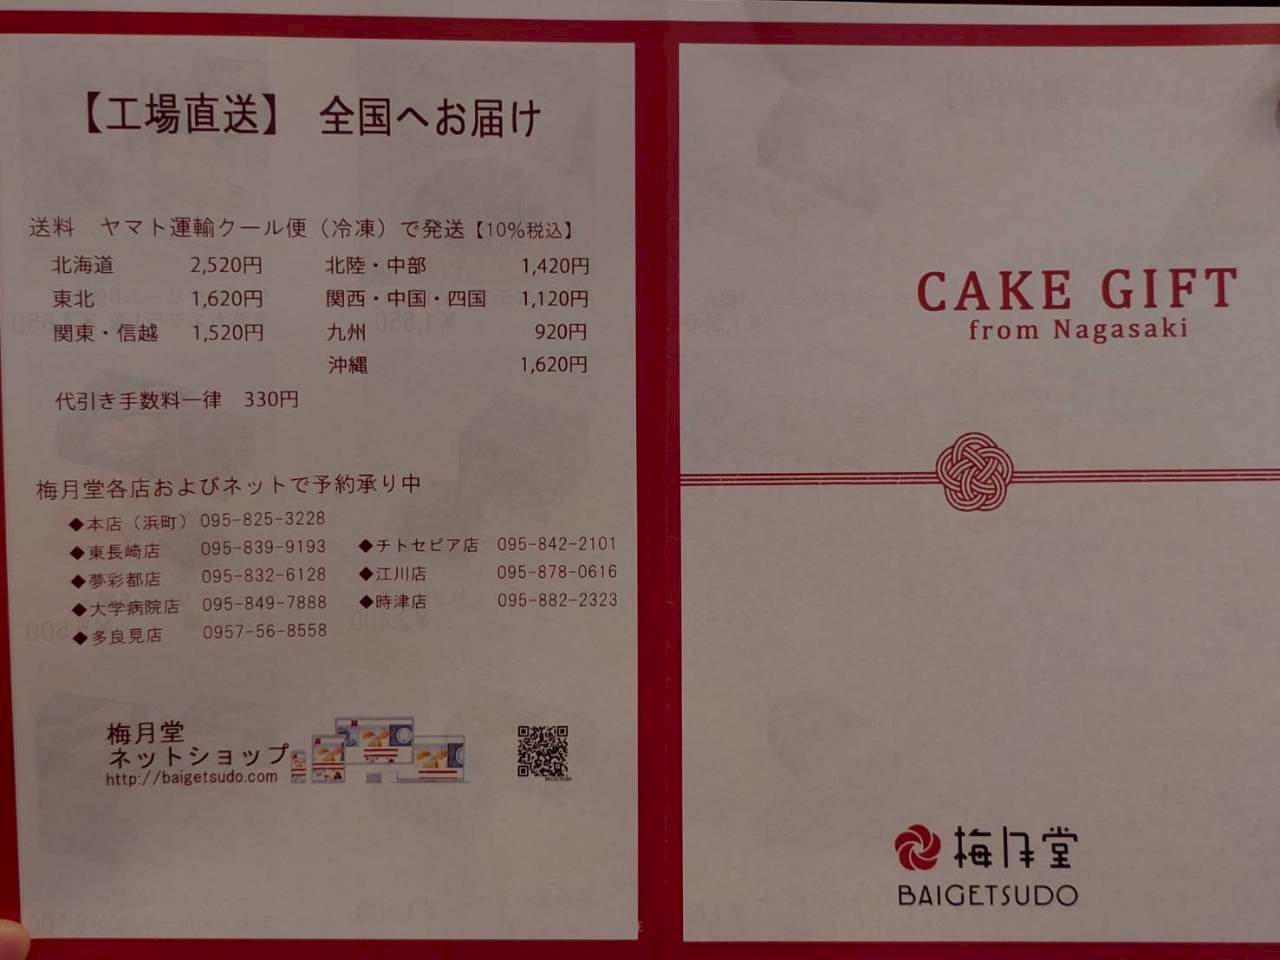 【工場直送】 全国へお届け
送料 ヤマト運輸クール便（冷凍）で発送【10%税込】
北海道 2,520円
東北 1,620円
関東・信越 1,520円
北陸・中部 1,420円
関西・中国・四国 1,120円
九州 920円
沖縄 1,620円
代引き手数料一律 330円
梅月堂各店およびネットで予約承り中
◆本店（浜町） 095-825-3228
◆東長崎店 095-839-9193
◆夢彩都店 095-832-6128
◆大学病院店 095-849-7888
◆多良見店 0957-56-8558
◆チトセピア店 095-842-2101
◆江川店 095-878-0616
◆時津店 095-882-2323
梅月堂
ネットショップ
http://baigetsudo.com
CAKE GIFT
from Nagasaki
梅月堂
BAIGETSUDO